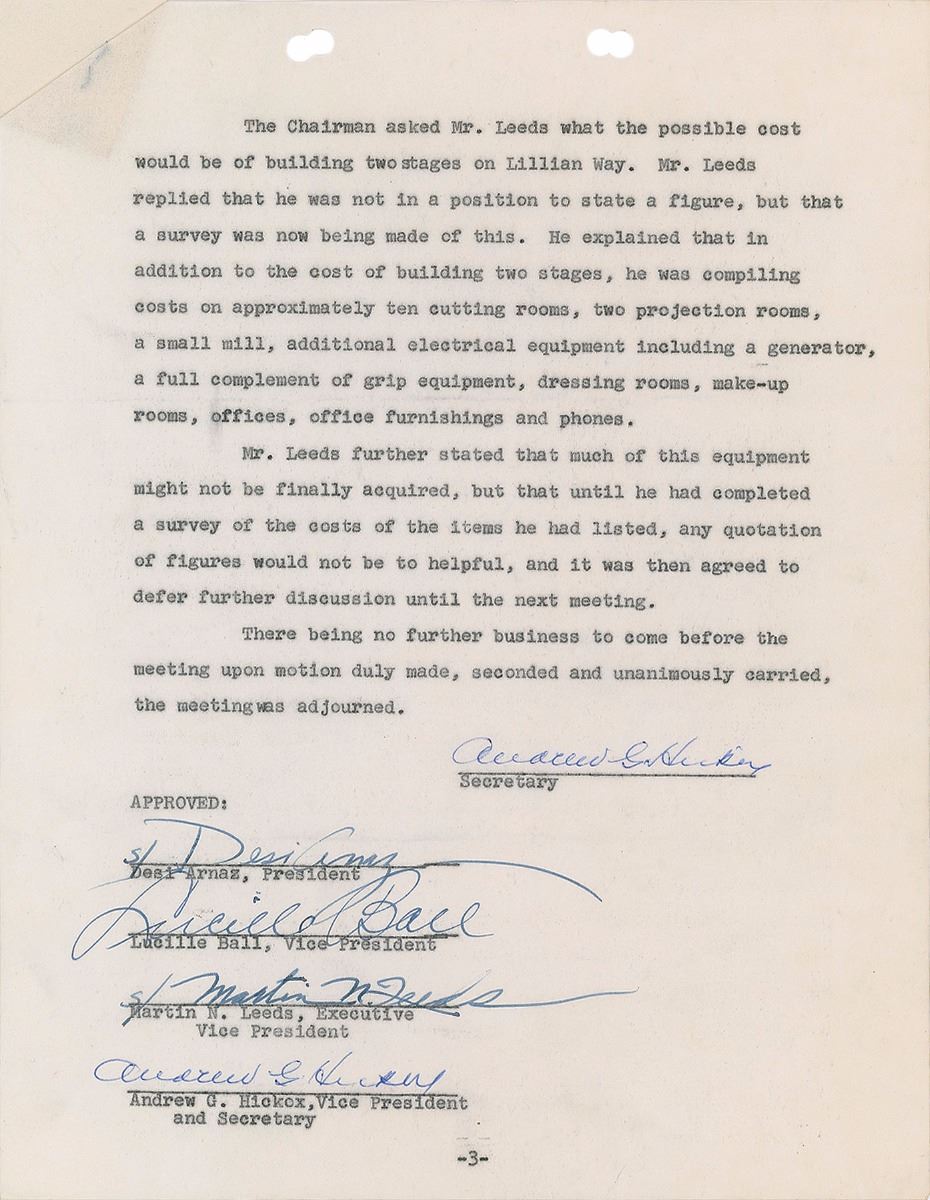 The Chairman asked Mr. Leeds what the possible cost
would be of building two stages on Lillian Way. Mr. Leeds
replied that he was not in a position to state a figure, but that
a survey was now being made of this. He explained that in
addition to the cost of building two stages, he was compiling
costs on approximately ten cutting rooms, two projection rooms,
a small mill, additional electrical equipment including a generator,
a full complement of grip equipment, dressing rooms, make-up
rooms, offices, office furnishings and phones.
Mr. Leeds further stated that much of this equipment
might not be finally acquired, but that until he had completed
a survey of the costs of the items he had listed, any quotation
of figures would not be to helpful, and it was then agreed to
defer further discussion until the next meeting.
There being no further business to come before the
meeting upon motion duly made, seconded and unanimously carried,
the meeting was adjourned.
Andrew G. Hickox
Secretary
APPROVED:
s/ Desi Arnaz
Desi Arnaz, President
Lucille Ball
Lucille Ball, Vice President
s/ Martin N. Leeds
Martin N. Leeds, Executive
Vice President
Andrew G. Hickox
Andrew G. Hickox, Vice President
and Secretary
-3-